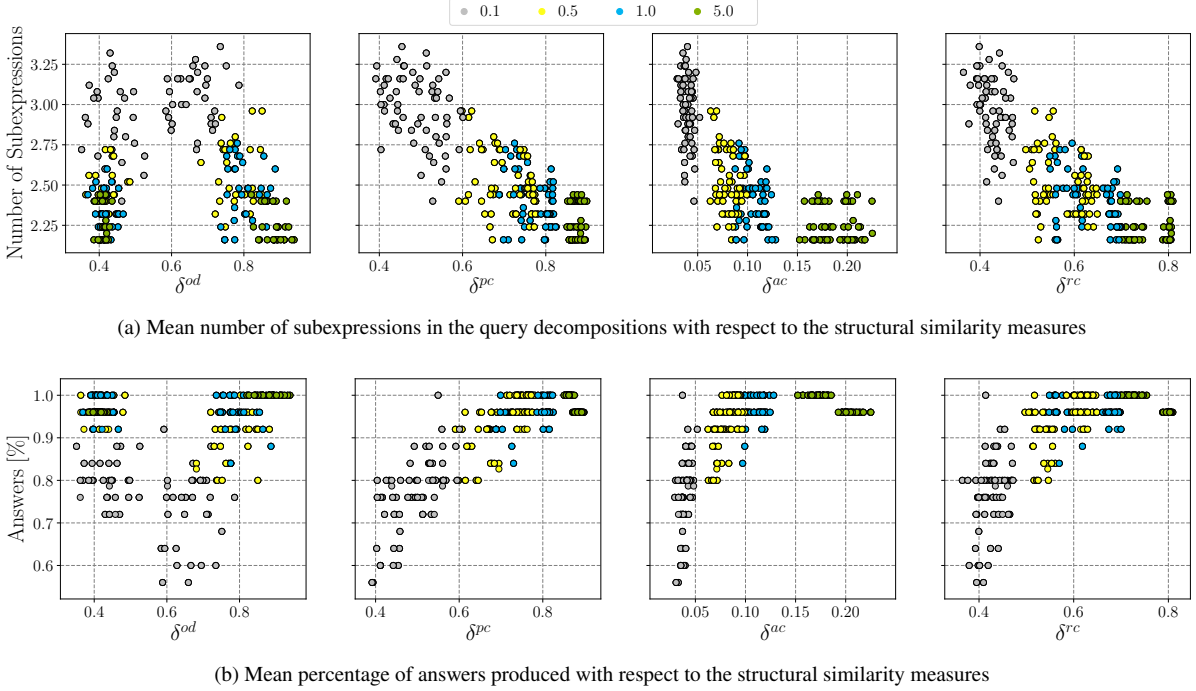 0.1 0.5 1.0 5.0
Number of Subexpressions
3.25
3.00
2.75
2.50
2.25
0.4 0.6 0.8
δ^{od}
0.4 0.6 0.8
δ^{pc}
0.05 0.10 0.15 0.20
δ^{ac}
0.4 0.6 0.8
δ^{rc}
(a) Mean number of subexpressions in the query decompositions with respect to the structural similarity measures
Answers [%]
1.0
0.9
0.8
0.7
0.6
0.4 0.6 0.8
δ^{od}
0.4 0.6 0.8
δ^{pc}
0.05 0.10 0.15 0.20
δ^{ac}
0.4 0.6 0.8
δ^{rc}
(b) Mean percentage of answers produced with respect to the structural similarity measures